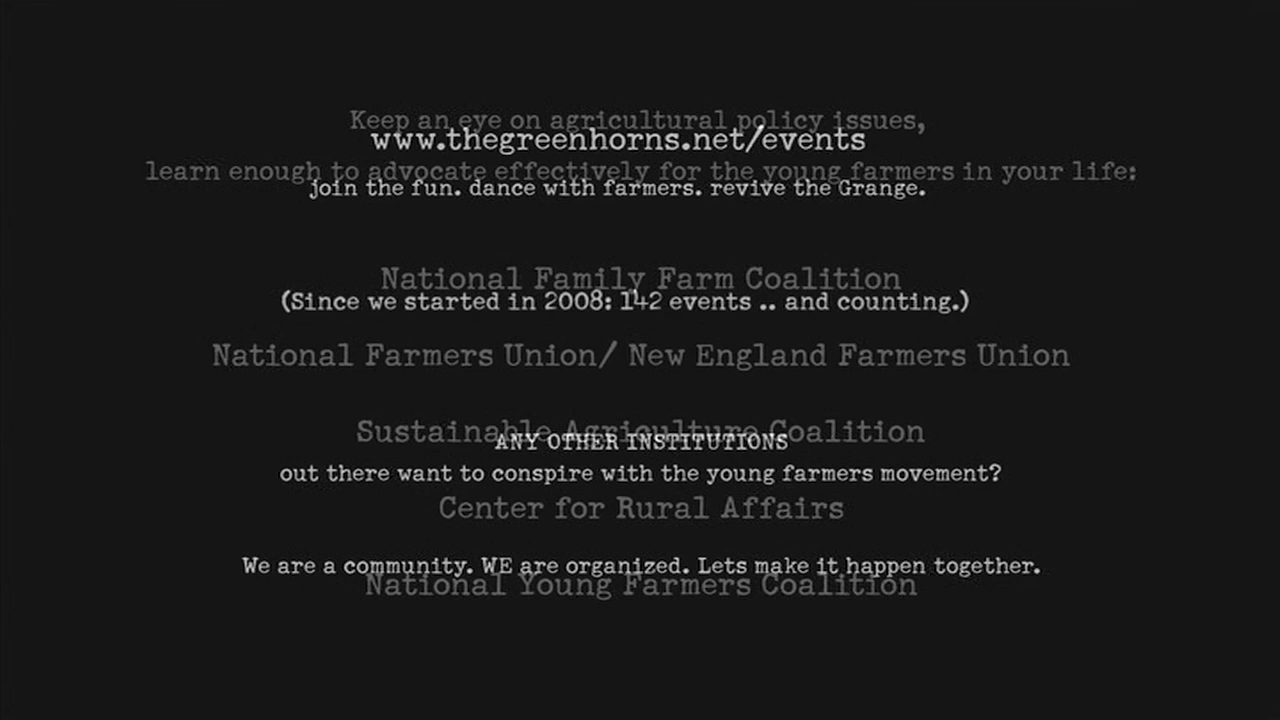 Keep an eye on agricultural policy issues,
www.thegreenhorns.net/events
learn enough to advocate effectively for the young farmers in your life:
join the fun. dance with farmers. revive the Grange.
National Family Farm Coalition
(Since we started in 2008: 142 events .. and counting.)
National Farmers Union/ New England Farmers Union
Sustainable Agriculture Coalition
ANY OTHER INSTITUTIONS
out there want to conspire with the young farmers movement?
Center for Rural Affairs
We are a community. WE are organized. Lets make it happen together.
National Young Farmers Coalition